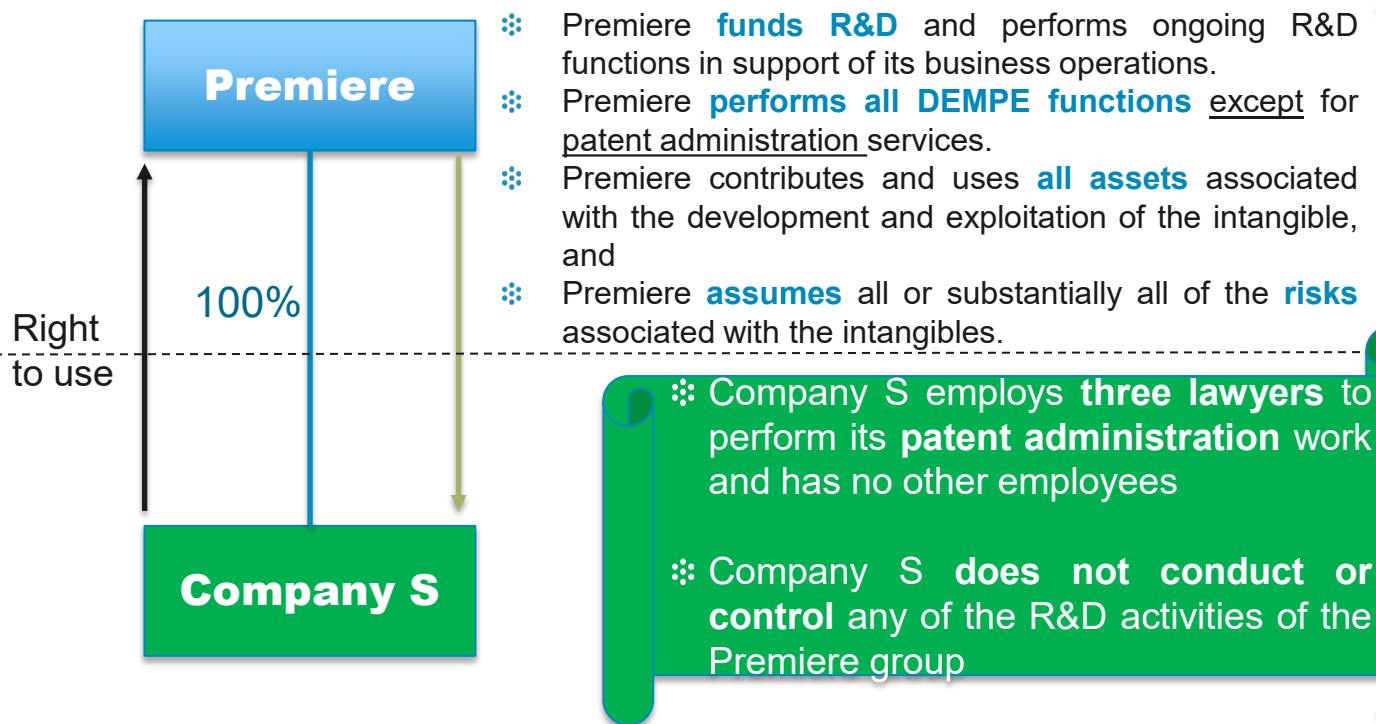 Premiere
100%
Right
to use
Company S
Premiere funds R&D and performs ongoing R&D
functions in support of its business operations.
Premiere performs all DEMPE functions except for
patent administration services.
Premiere contributes and uses all assets associated
with the development and exploitation of the intangible,
and
Premiere assumes all or substantially all of the risks
associated with the intangibles.
Company S employs three lawyers to
perform its patent administration work
and has no other employees
Company S does not conduct or
control any of the R&D activities of the
Premiere group